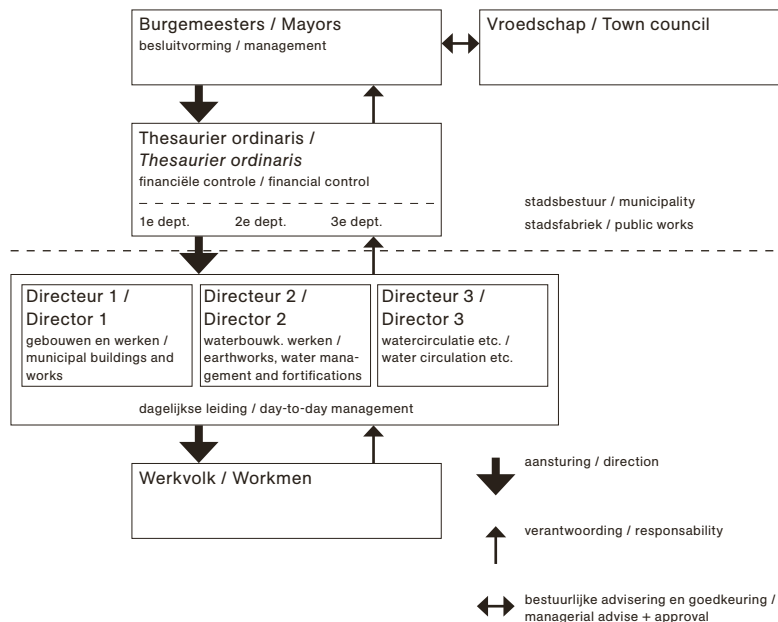 Burgemeesters / Mayors
besluitvorming / management
Vroedschap / Town council
Thesaurier ordinaris /
Thesaurier ordinaris
financiële controle / financial control
1e dept.
2e dept.
3e dept.
stadsbestuur / municipality
stadsfabriek / public works
Directeur 1 /
Director 1
gebouwen en werken /
municipal buildings and
works
Directeur 2 /
Director 2
waterbouwk. werken /
earthworks, water mana-
gement and fortifications
Directeur 3 /
Director 3
watercirculatie etc. /
water circulation etc.
dagelijkse leiding / day-to-day management
Werkvolk / Workmen
aansturing / direction
verantwoording / responsability
bestuurlijke advisering en goedkeuring /
managerial advise + approval